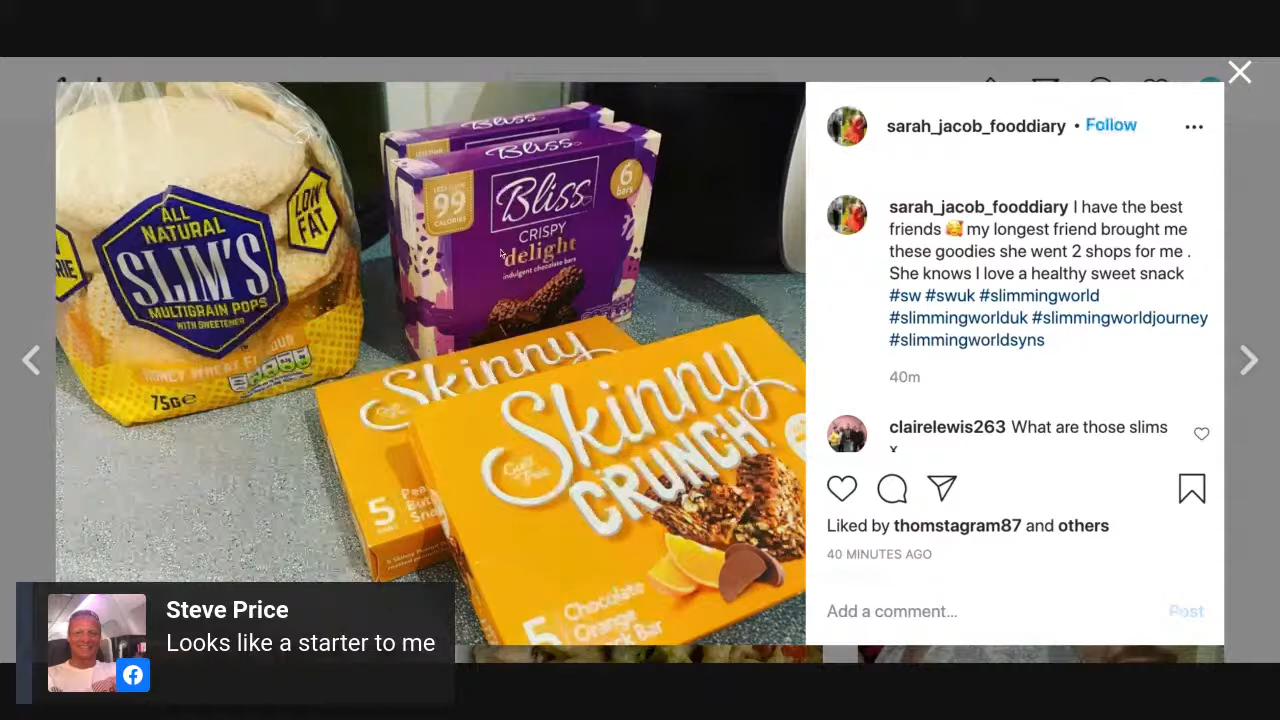 ALL
NATURAL
SLIM'S
MULTIGRAIN POPS
WITH SWEETENER
LOW
FAT
75G e
Bliss
Bliss
99
CALORIES
Bliss
CRISPY
delight
indulgent chocolate bars
6
bars
Skinny
5
Skinny
CRUNCH
5
Chocolate
Orange
sarah_jacob_fooddiary • Follow
sarah_jacob_fooddiary I have the best
friends 🥰 my longest friend brought me
these goodies she went 2 shops for me .
She knows I love a healthy sweet snack
#sw #swuk #slimmingworld
#slimmingworlduk #slimmingworldjourney
#slimmingworldsyns
40m
clairelewis263 What are those slims
x
Liked by thomstagram87 and others
40 MINUTES AGO
Add a comment...
Post
Steve Price
Looks like a starter to me